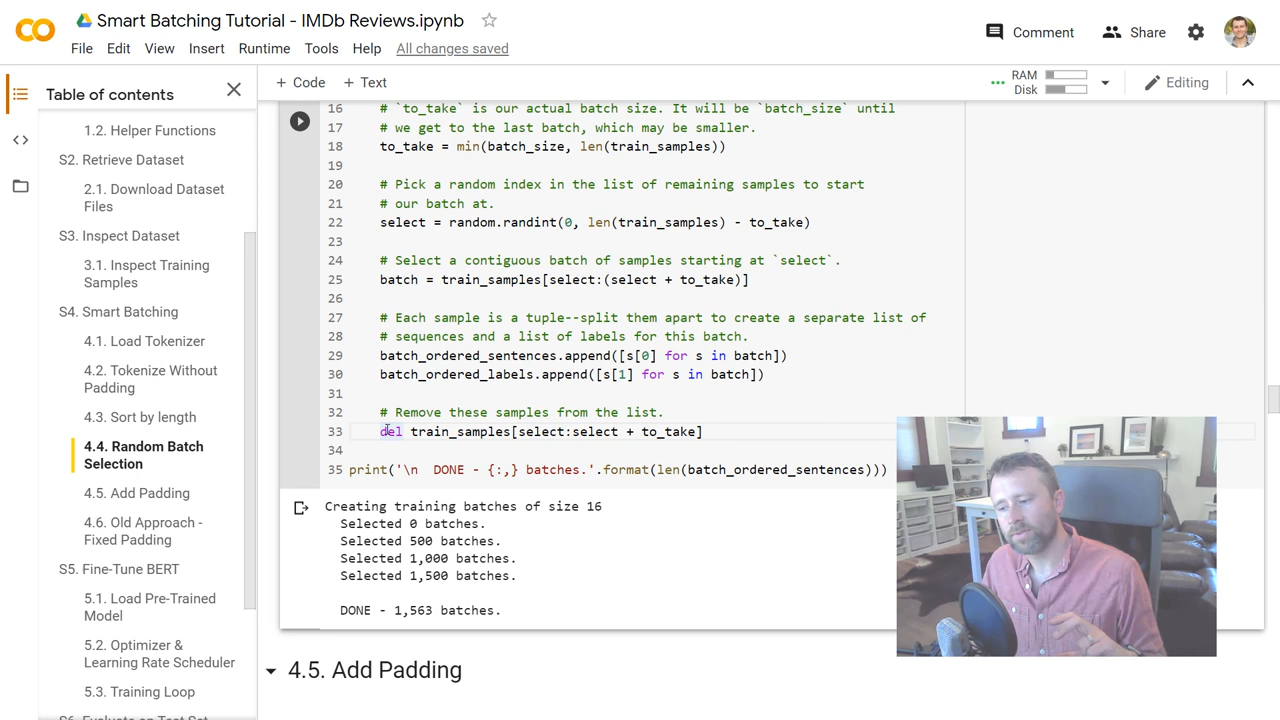 Smart Batching Tutorial - IMDb Reviews.ipynb
Comment
Share
File Edit View Insert Runtime Tools Help All changes saved
Table of contents
+ Code + Text
RAM
Disk
Editing
1.2. Helper Functions
S2. Retrieve Dataset
2.1. Download Dataset
Files
S3. Inspect Dataset
3.1. Inspect Training
Samples
S4. Smart Batching
4.1. Load Tokenizer
4.2. Tokenize Without
Padding
4.3. Sort by length
4.4. Random Batch
Selection
4.5. Add Padding
4.6. Old Approach -
Fixed Padding
S5. Fine-Tune BERT
5.1. Load Pre-Trained
Model
5.2. Optimizer &
Learning Rate Scheduler
5.3. Training Loop
S6. Evaluate on Test Set
16 # `to_take` is our actual batch size. It will be `batch_size` until
17 # we get to the last batch, which may be smaller.
18 to_take = min(batch_size, len(train_samples))
19
20 # Pick a random index in the list of remaining samples to start
21 # our batch at.
22 select = random.randint(0, len(train_samples) - to_take)
23
24 # Select a contiguous batch of samples starting at `select`.
25 batch = train_samples[select:(select + to_take)]
26
27 # Each sample is a tuple--split them apart to create a separate list of
28 # sequences and a list of labels for this batch.
29 batch_ordered_sentences.append([s[0] for s in batch])
30 batch_ordered_labels.append([s[1] for s in batch])
31
32 # Remove these samples from the list.
33 del train_samples[select:select + to_take]
34
35 print('\n DONE - {:,} batches.'.format(len(batch_ordered_sentences)))
Creating training batches of size 16
Selected 0 batches.
Selected 500 batches.
Selected 1,000 batches.
Selected 1,500 batches.
DONE - 1,563 batches.
4.5. Add Padding